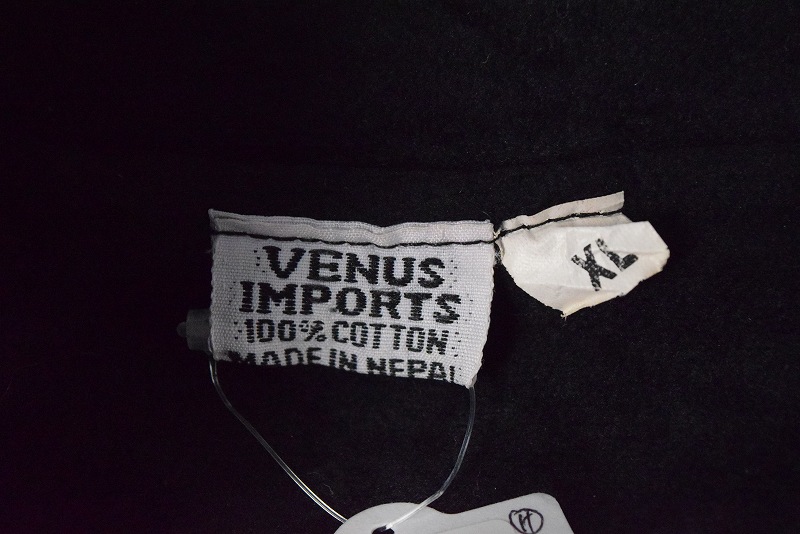 VENUS
IMPORTS
100% COTTON
MADE IN NEPAL
XL
H